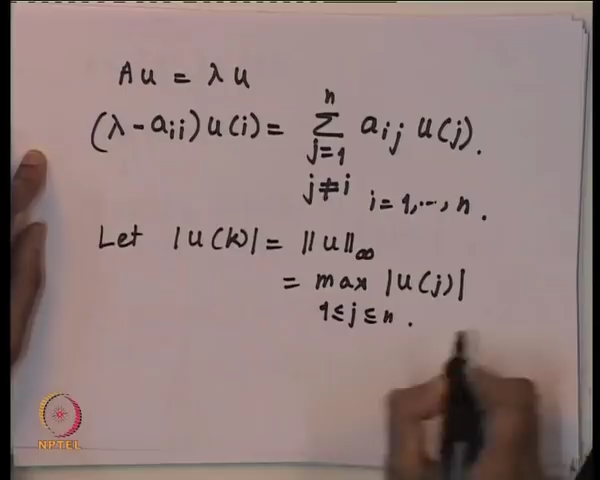 Au = λu
(λ - aᵢᵢ) u(i) = Σ aᵢⱼ u(j).
n
j=1
j≠i i = 1,⋯, n.
Let |u(k)| = ‖u‖∞
= max |u(j)|
1≤j≤n.
NPTEL